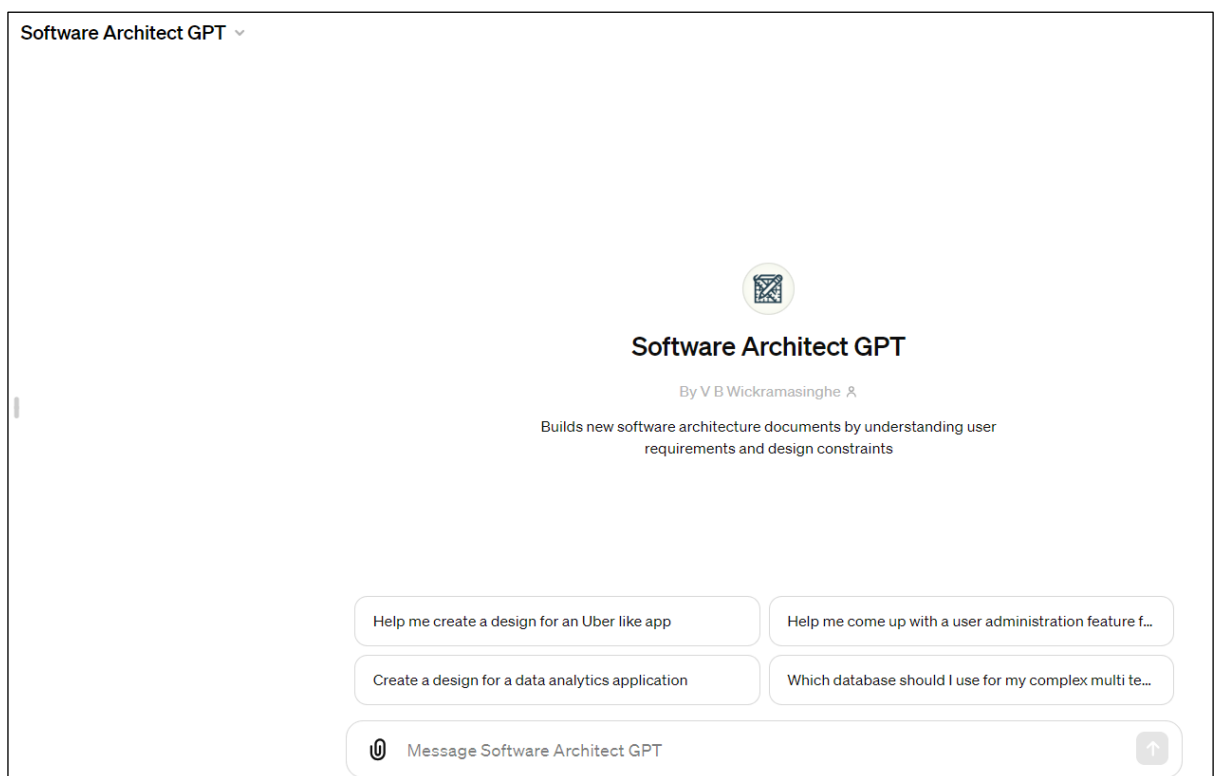 Software Architect GPT
Software Architect GPT
By V B Wickramasinghe
Builds new software architecture documents by understanding user
requirements and design constraints
Help me create a design for an Uber like app
Help me come up with a user administration feature f...
Create a design for a data analytics application
Which database should I use for my complex multi te...
Message Software Architect GPT